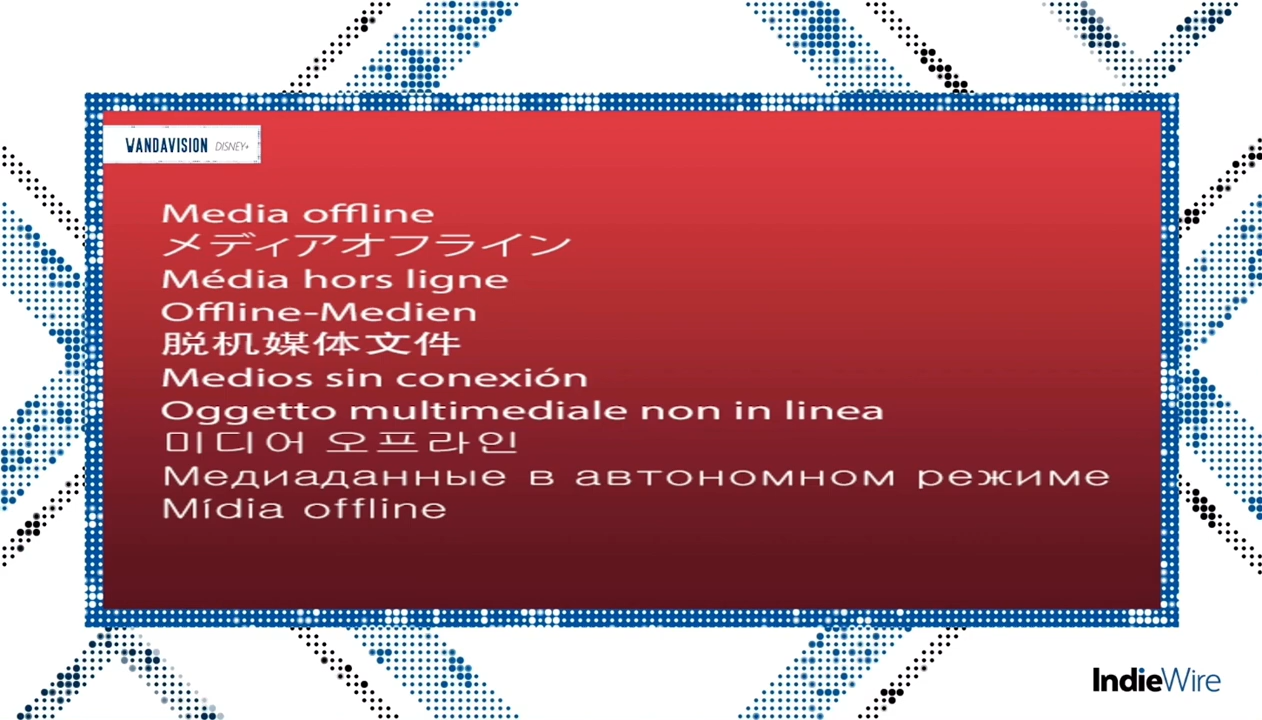 WANDAVISION DISNEY+
Media offline
メディアオフライン
Média hors ligne
Offline-Medien
脱机媒体文件
Medios sin conexión
Oggetto multimediale non in linea
미디어 오프라인
Медиаданные в автономном режиме
Mídia offline
IndieWire